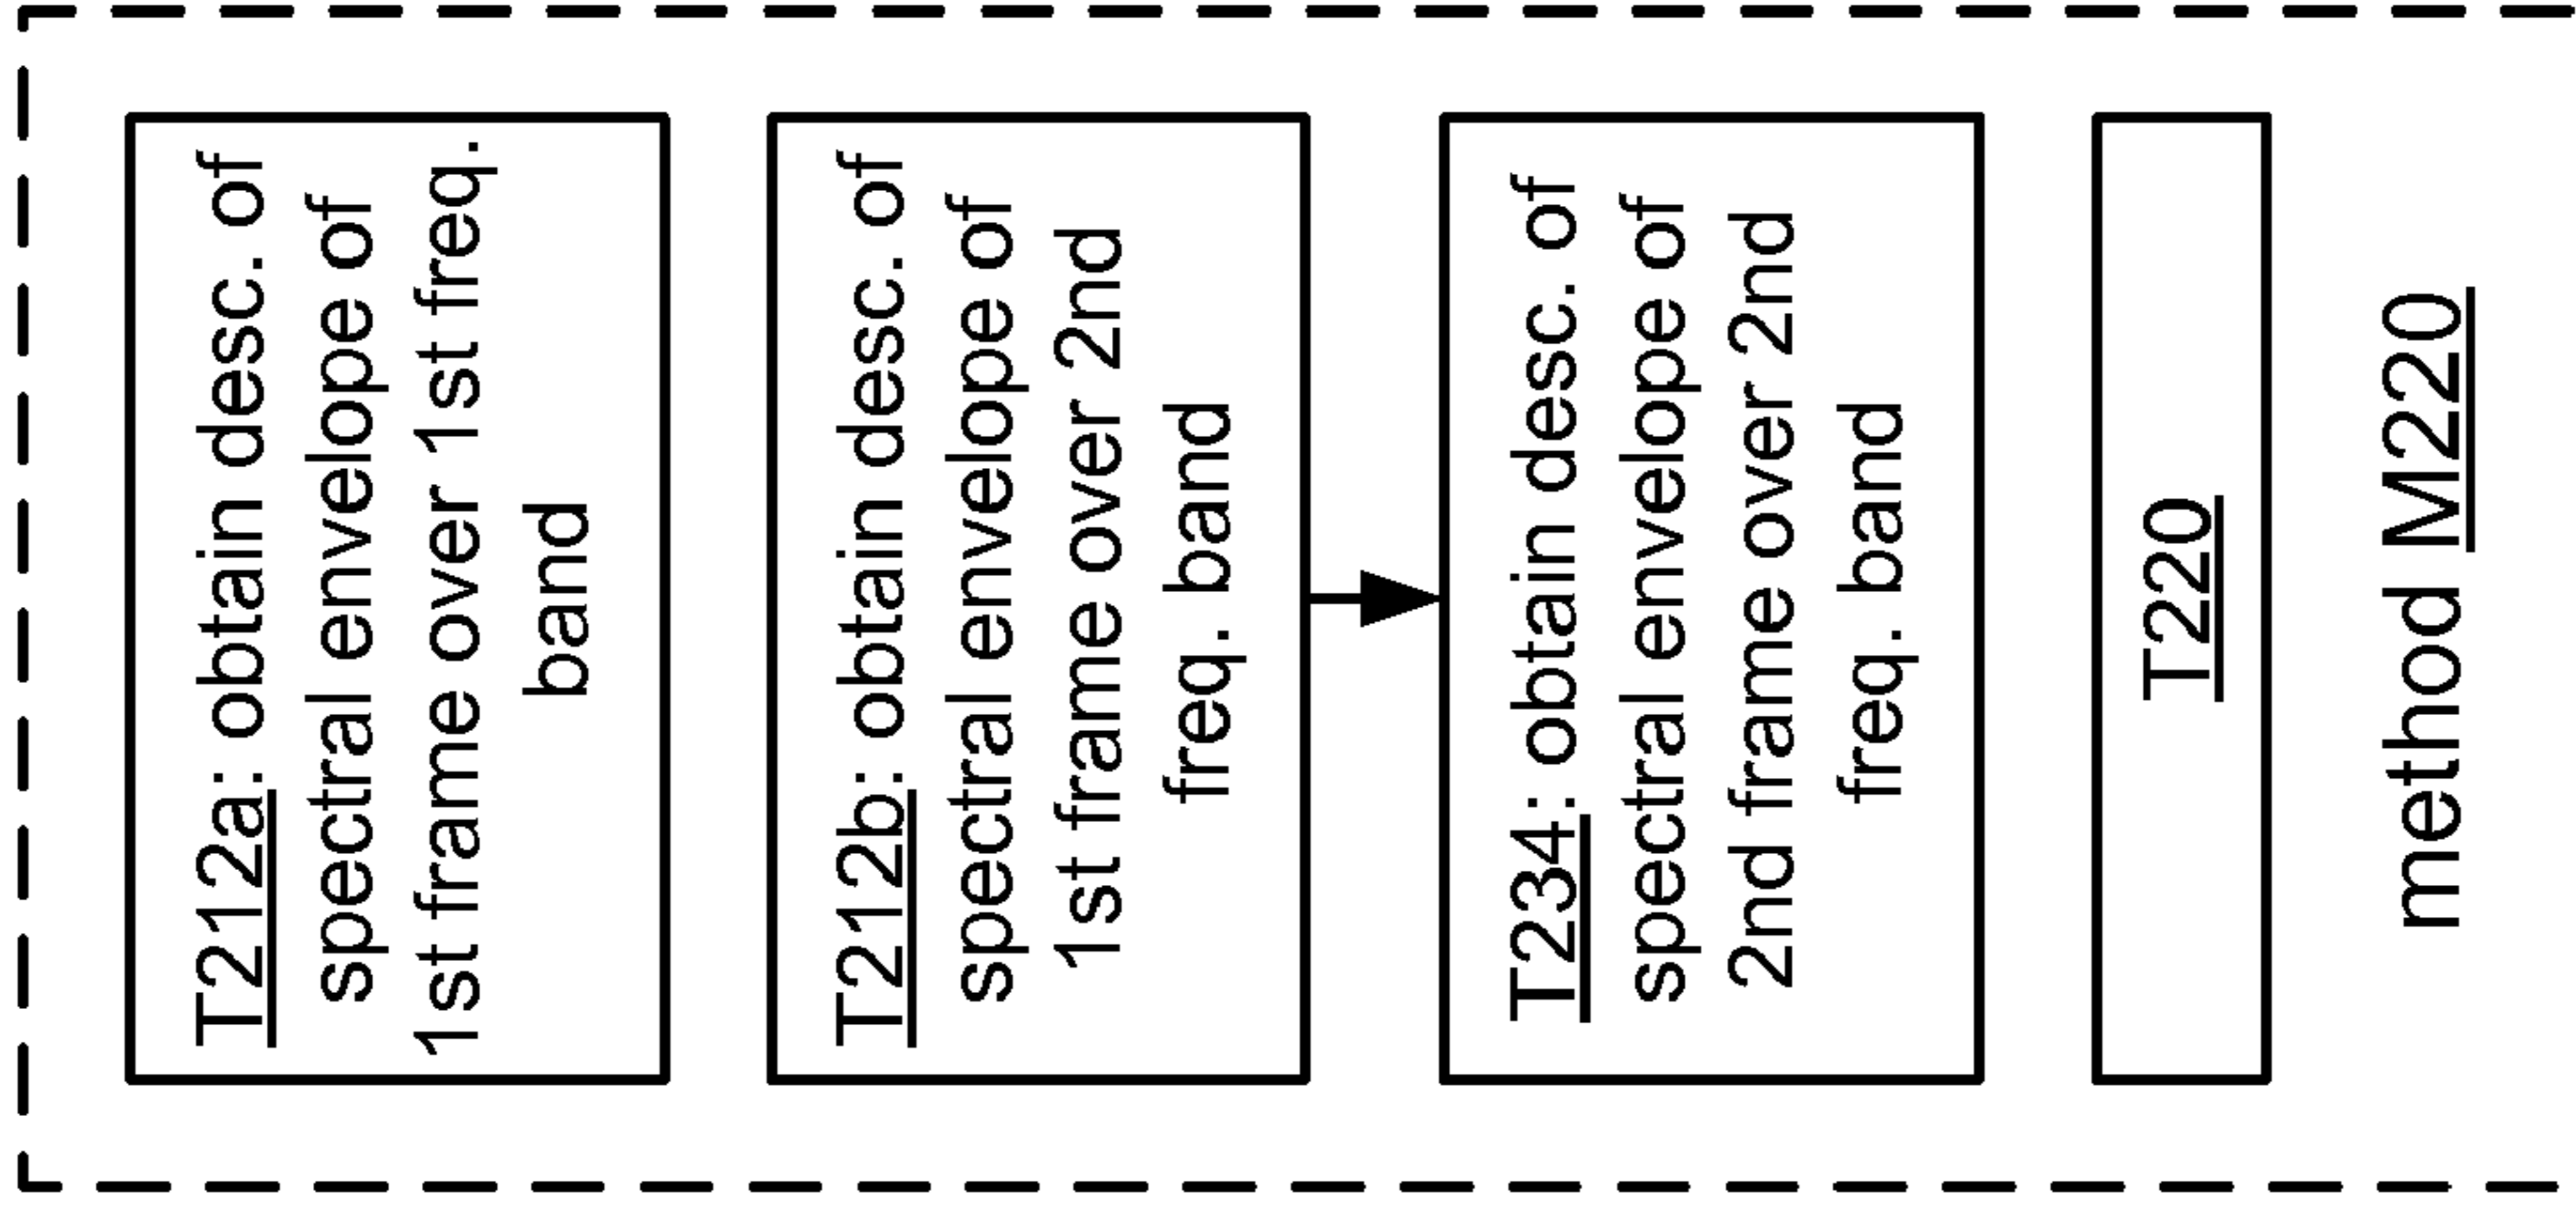 T212a: obtain desc. of
spectral envelope of
1st frame over 1st freq.
band
T212b: obtain desc. of
spectral envelope of
1st frame over 2nd
freq. band
T234: obtain desc. of
spectral envelope of
2nd frame over 2nd
freq. band
T220
method M220